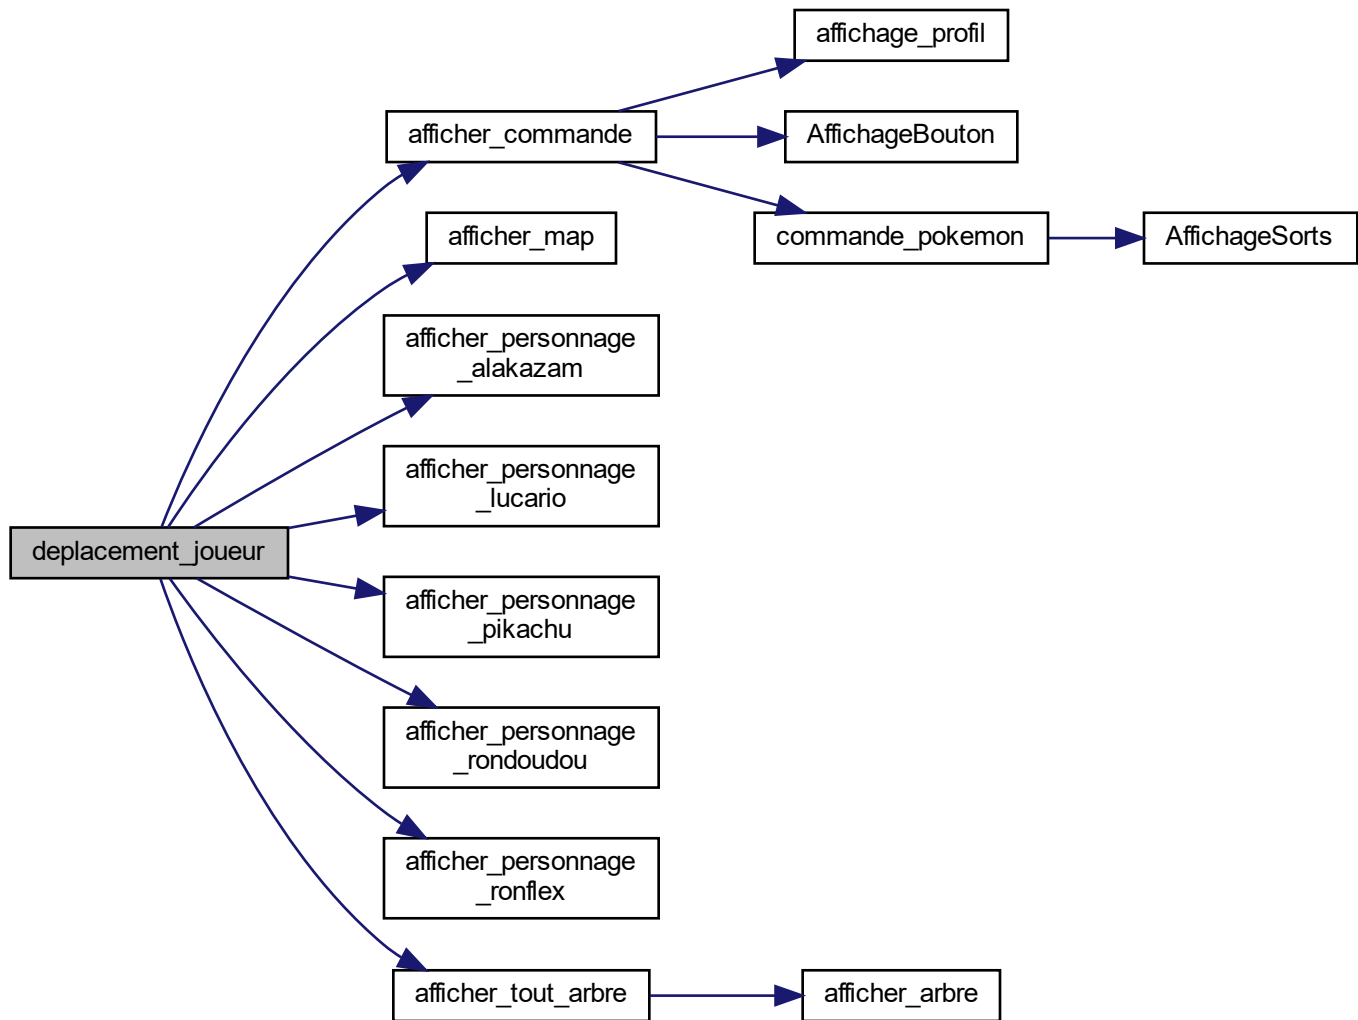 affichage_profil
afficher_commande
AffichageBouton
afficher_map
commande_pokemon
AffichageSorts
afficher_personnage
_alakazam
afficher_personnage
_lucario
deplacement_joueur
afficher_personnage
_pikachu
afficher_personnage
_rondoudou
afficher_personnage
_ronflex
afficher_tout_arbre
afficher_arbre